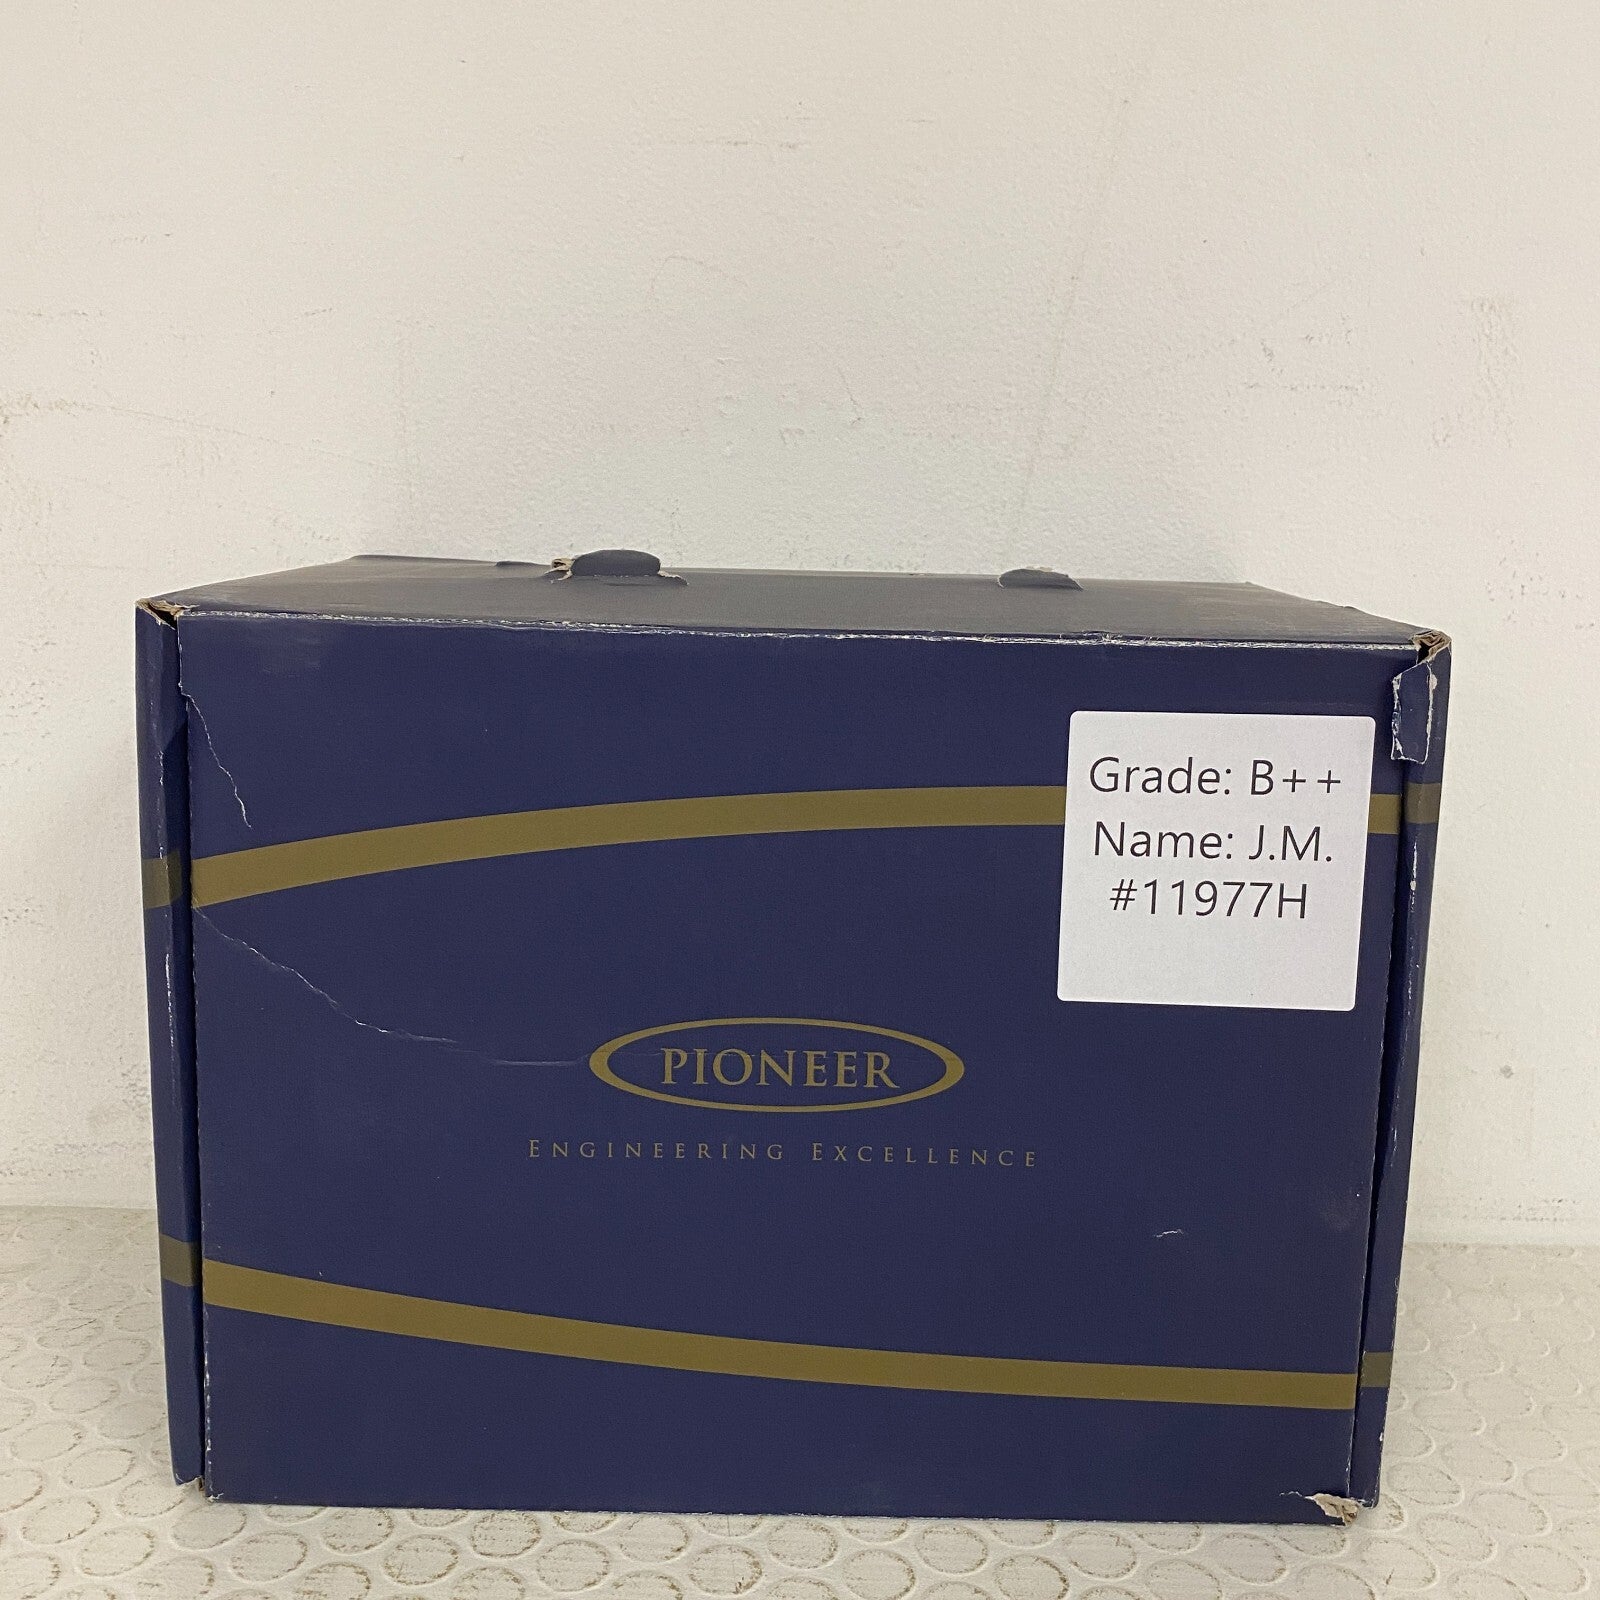 Grade: B++
Name: J.M.
#11977H
PIONEER
ENGINEERING EXCELLENCE